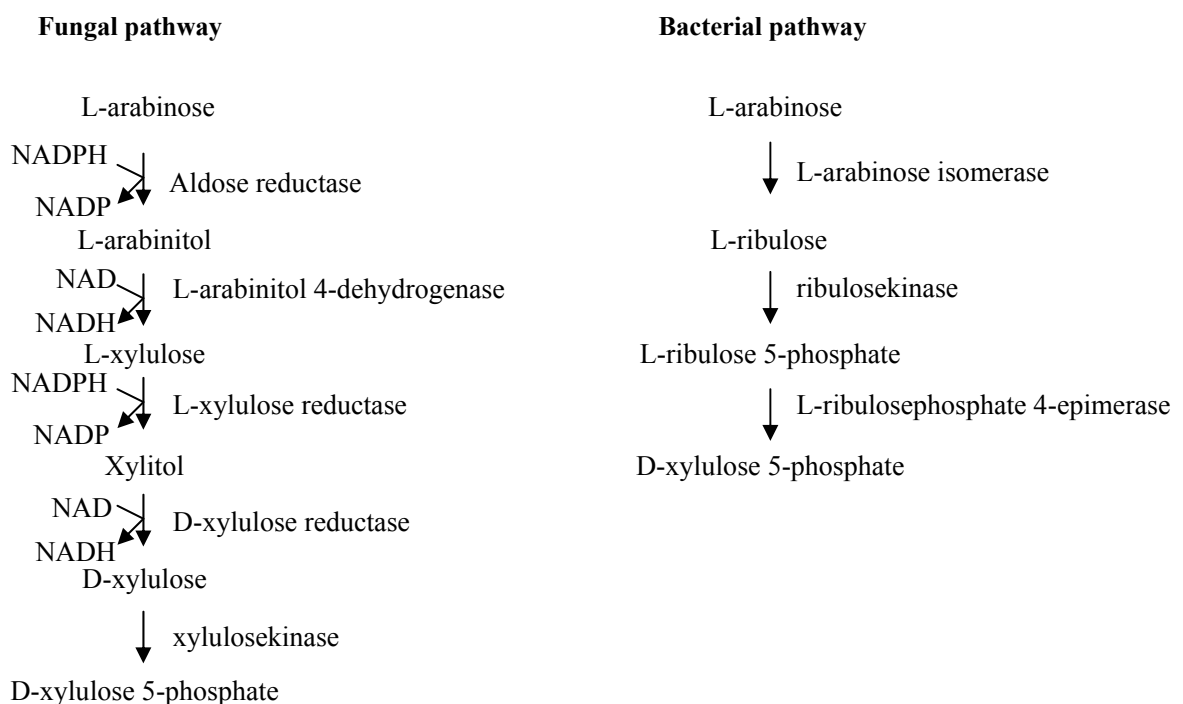 Fungal pathway
L-arabinose
NADPH
Aldose reductase
NADP
L-arabinitol
NAD
L-arabinitol 4-dehydrogenase
NADH
L-xylulose
NADPH
L-xylulose reductase
NADP
Xylitol
NAD
D-xylulose reductase
NADH
D-xylulose
xylulosekinase
D-xylulose 5-phosphate
Bacterial pathway
L-arabinose
L-arabinose isomerase
L-ribulose
ribulosekinase
L-ribulose 5-phosphate
L-ribulosephosphate 4-epimerase
D-xylulose 5-phosphate